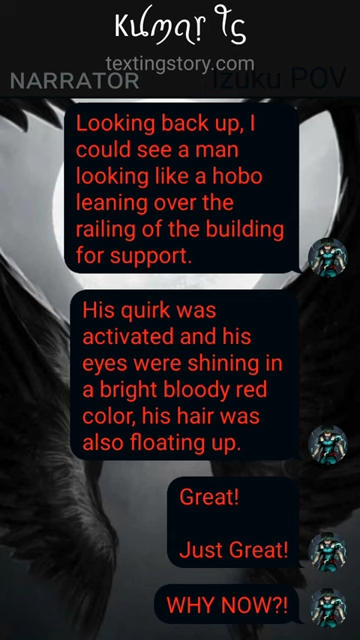 Kumar TS
textingstory.com
NARRATOR
Izuku POV
Looking back up, I
could see a man
looking like a hobo
leaning over the
railing of the building
for support.
His quirk was
activated and his
eyes were shining in
a bright bloody red
color, his hair was
also floating up.
Great!
Just Great!
WHY NOW?!